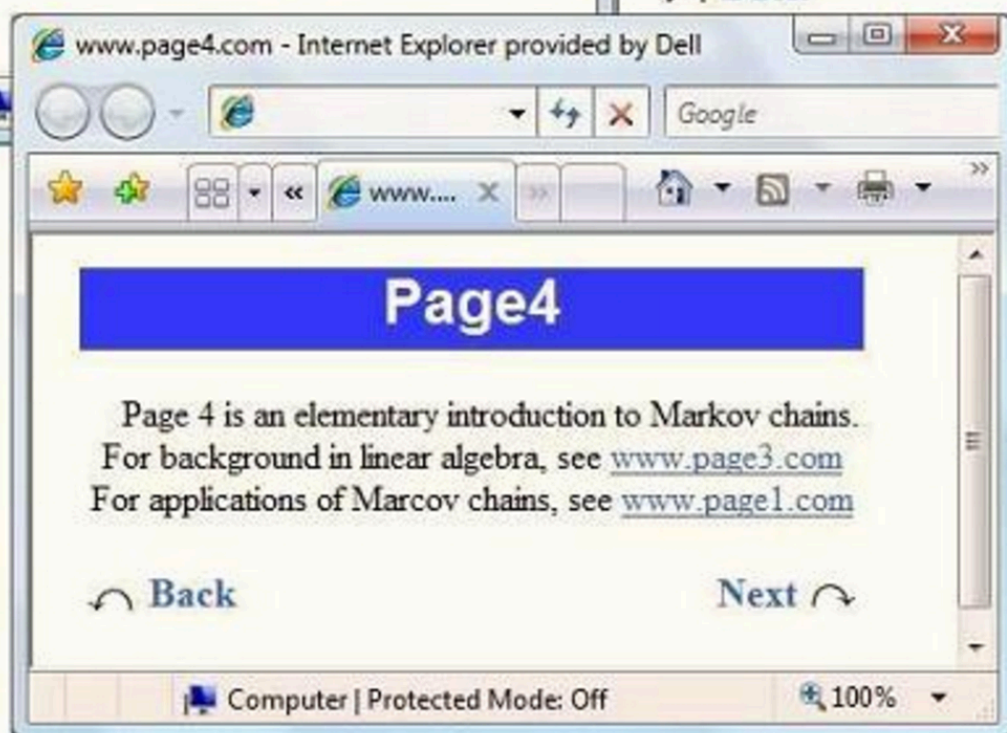 www.page4.com - Internet Explorer provided by Dell
Google
www....
Page4
Page 4 is an elementary introduction to Markov chains.
For background in linear algebra, see www.page3.com
For applications of Marcov chains, see www.page1.com
Back Next
Computer | Protected Mode: Off 100%